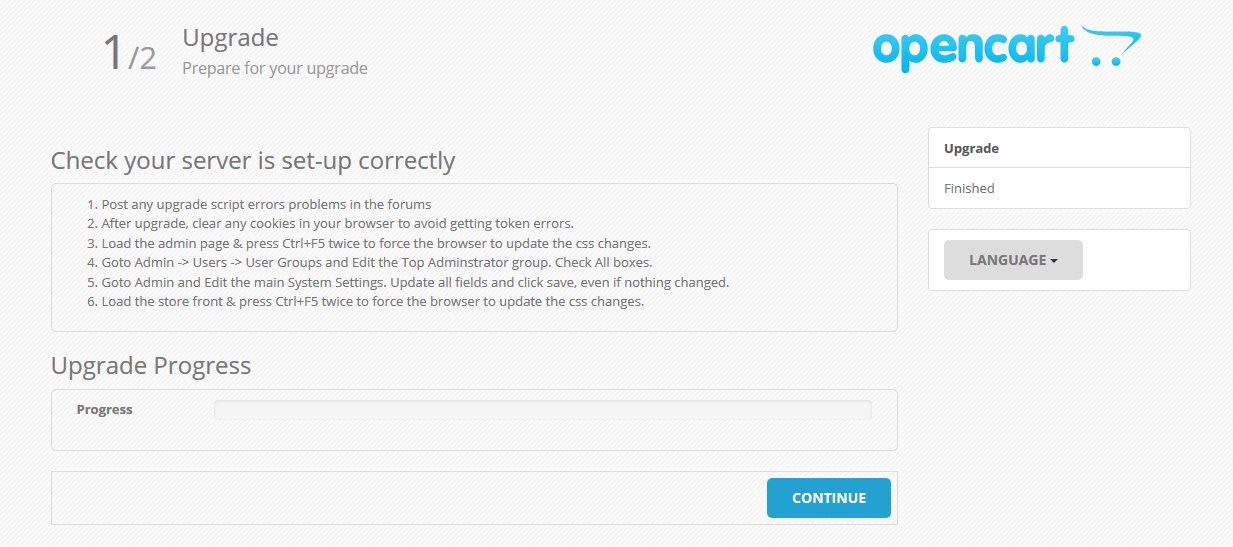 1/2
Upgrade
Prepare for your upgrade
opencart
Check your server is set-up correctly
1. Post any upgrade script errors problems in the forums
2. After upgrade, clear any cookies in your browser to avoid getting token errors.
3. Load the admin page & press Ctrl+F5 twice to force the browser to update the css changes.
4. Goto Admin -> Users -> User Groups and Edit the Top Adminstrator group. Check All boxes.
5. Goto Admin and Edit the main System Settings. Update all fields and click save, even if nothing changed.
6. Load the store front & press Ctrl+F5 twice to force the browser to update the css changes.
Upgrade Progress
Progress
CONTINUE
Upgrade
Finished
LANGUAGE